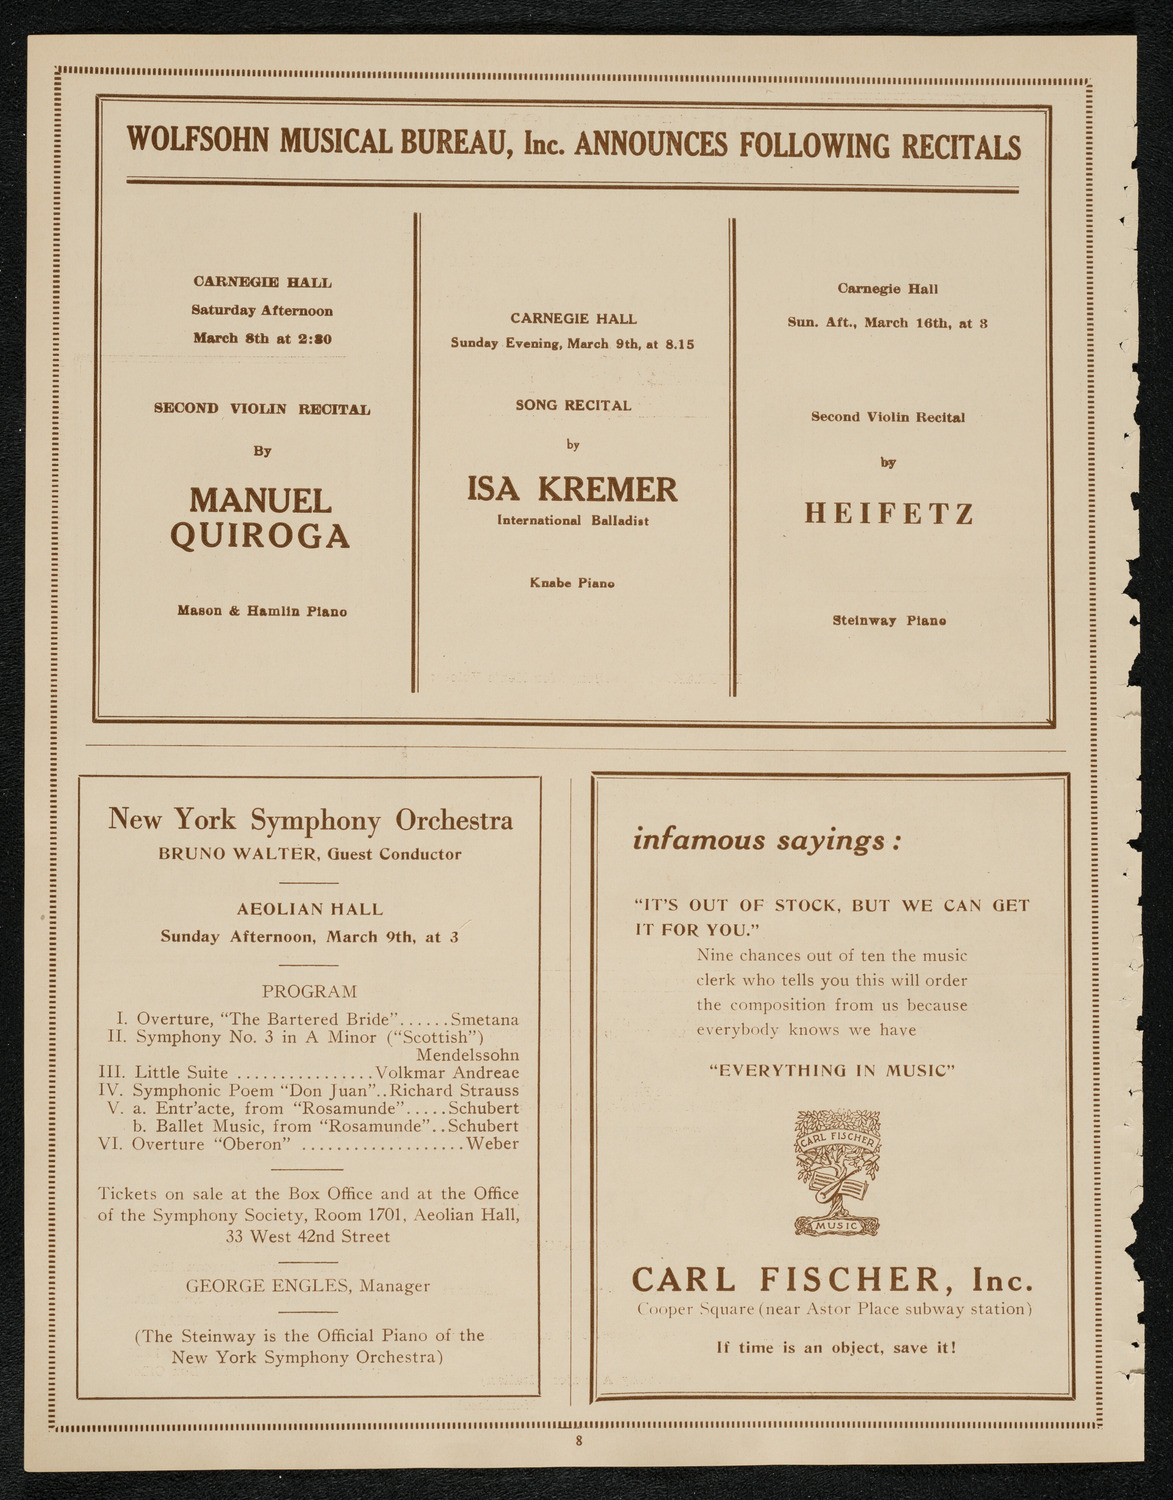 WOLFSOHN MUSICAL BUREAU, Inc. ANNOUNCES FOLLOWING RECITALS
CARNEGIE HALL
Saturday Afternoon
March 8th at 2:30
SECOND VIOLIN RECITAL
By
MANUEL
QUIROGA
Mason & Hamlin Piano
CARNEGIE HALL
Sunday Evening, March 9th, at 8.15
SONG RECITAL
by
ISA KREMER
International Balladist
Knabe Piano
Carnegie Hall
Sun. Aft., March 16th, at 3
Second Violin Recital
by
HEIFETZ
Steinway Piano
New York Symphony Orchestra
BRUNO WALTER, Guest Conductor
AEOLIAN HALL
Sunday Afternoon, March 9th, at 3
PROGRAM
I. Overture, “The Bartered Bride”......Smetana
II. Symphony No. 3 in A Minor (“Scottish”)
Mendelssohn
III. Little Suite ................Volkmar Andreae
IV. Symphonic Poem “Don Juan”..Richard Strauss
V. a. Entr'acte, from “Rosamunde”.....Schubert
b. Ballet Music, from “Rosamunde”..Schubert
VI. Overture “Oberon” ...................Weber
Tickets on sale at the Box Office and at the Office
of the Symphony Society, Room 1701, Aeolian Hall,
33 West 42nd Street
GEORGE ENGLES, Manager
(The Steinway is the Official Piano of the
New York Symphony Orchestra)
infamous sayings :
“IT'S OUT OF STOCK, BUT WE CAN GET
IT FOR YOU.”
Nine chances out of ten the music
clerk who tells you this will order
the composition from us because
everybody knows we have
“EVERYTHING IN MUSIC”
CARL FISCHER
MUSIC
CARL FISCHER, Inc.
Cooper Square (near Astor Place subway station)
If time is an object, save it!
8